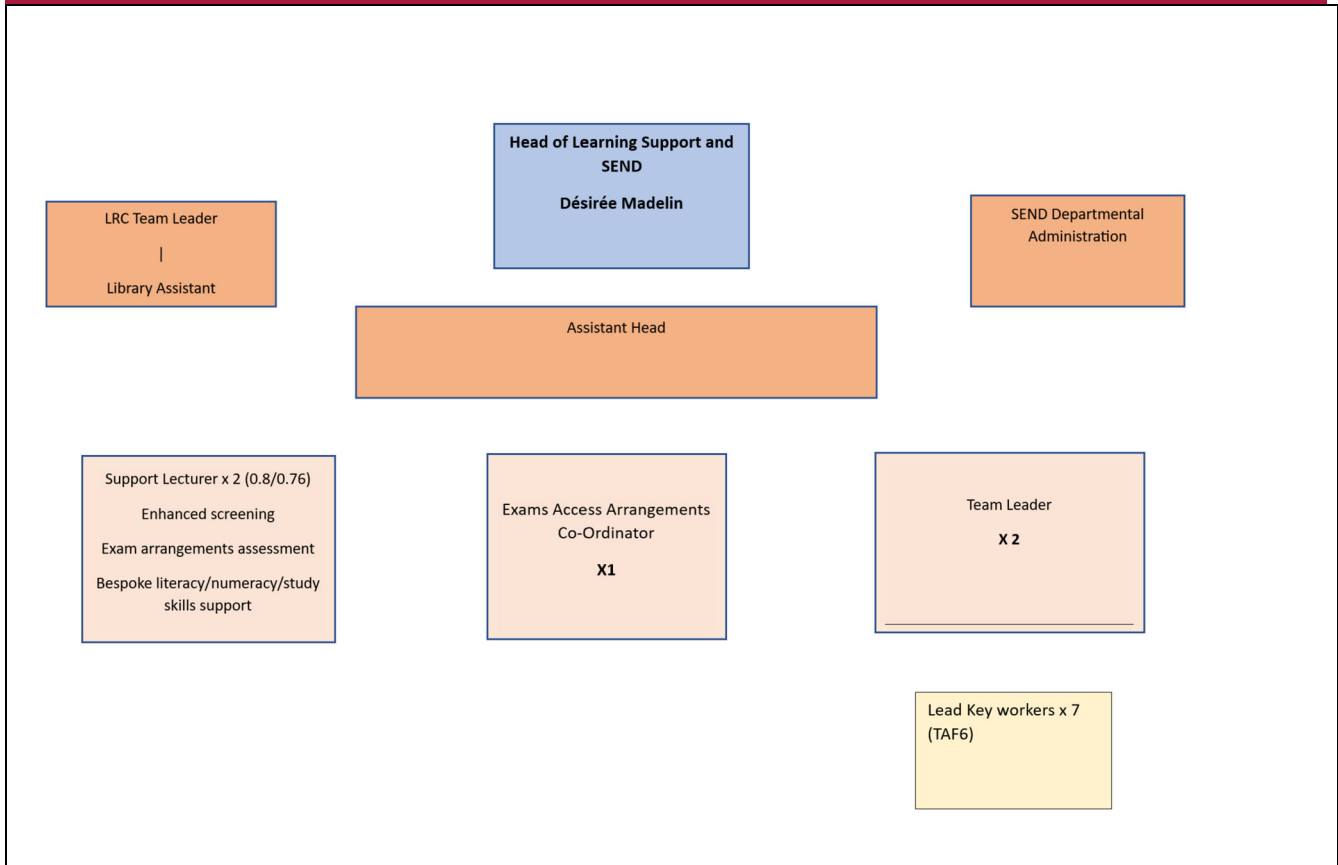 Head of Learning Support and
SEND
Désirée Madelin
LRC Team Leader
|
Library Assistant
SEND Departmental
Administration
Assistant Head
Support Lecturer x 2 (0.8/0.76)
Enhanced screening
Exam arrangements assessment
Bespoke literacy/numeracy/study
skills support
Exams Access Arrangements
Co-Ordinator
X1
Team Leader
X 2
Lead Key workers x 7
(TAF6)